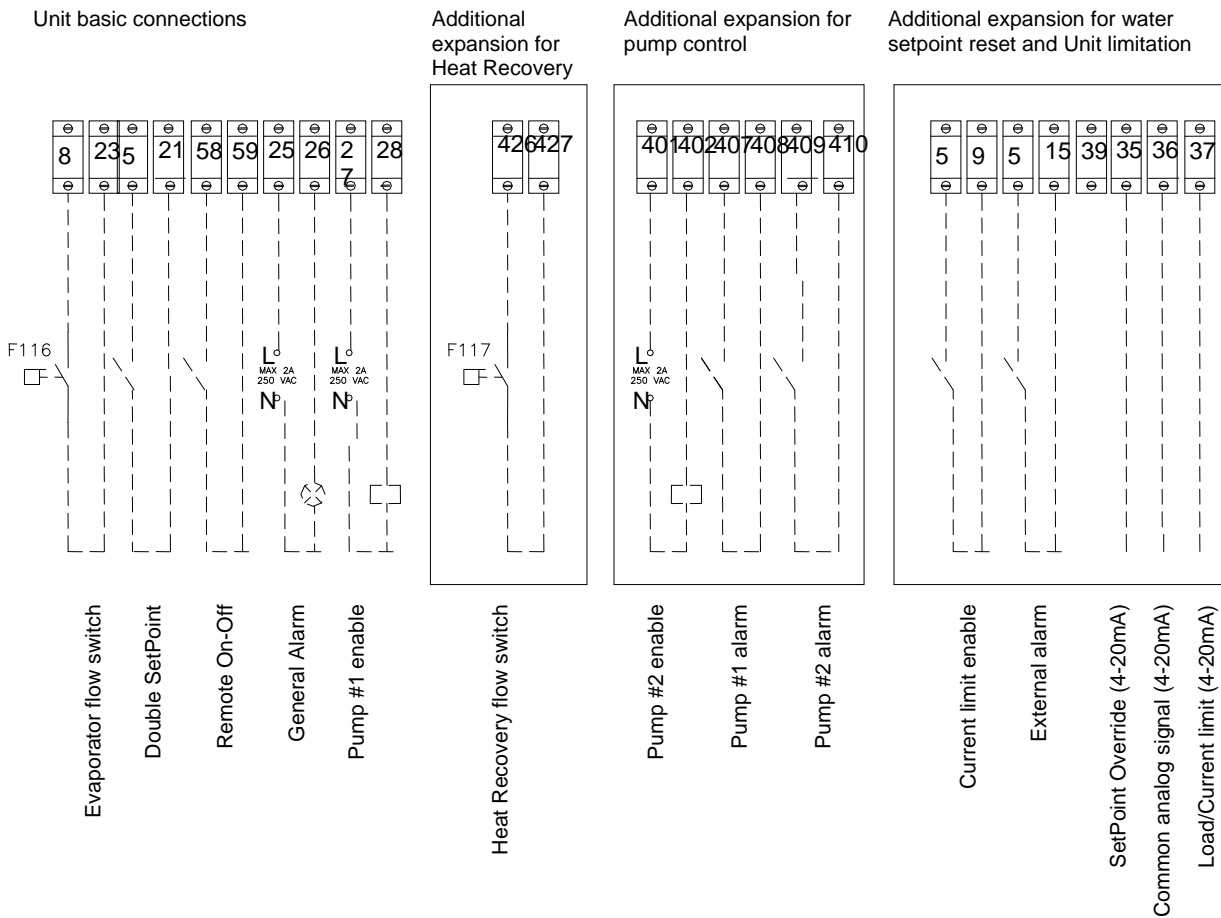 Unit basic connections
Additional
expansion for
Heat Recovery
Additional expansion for
pump control
Additional expansion for water
setpoint reset and Unit limitation
8 23 5 21 58 59 25 26 2 28
7
426 427
401 402 407 408 409 410
5 9 5 15 39 35 36 37
F116
L
MAX 2A
250 VAC
N
L
MAX 2A
250 VAC
N
F117
L
MAX 2A
250 VAC
N
Evaporator flow switch
Double SetPoint
Remote On-Off
General Alarm
Pump #1 enable
Heat Recovery flow switch
Pump #2 enable
Pump #1 alarm
Pump #2 alarm
Current limit enable
External alarm
SetPoint Override (4-20mA)
Common analog signal (4-20mA)
Load/Current limit (4-20mA)